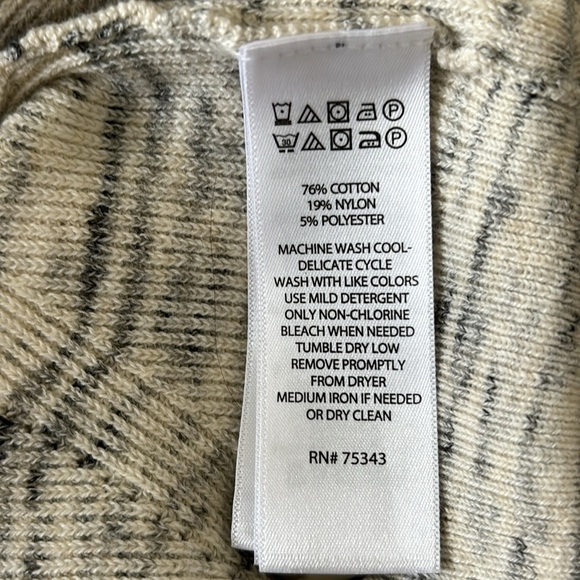 P
30 P
76% COTTON
19% NYLON
5% POLYESTER
MACHINE WASH COOL-
DELICATE CYCLE
WASH WITH LIKE COLORS
USE MILD DETERGENT
ONLY NON-CHLORINE
BLEACH WHEN NEEDED
TUMBLE DRY LOW
REMOVE PROMPTLY
FROM DRYER
MEDIUM IRON IF NEEDED
OR DRY CLEAN
RN# 75343